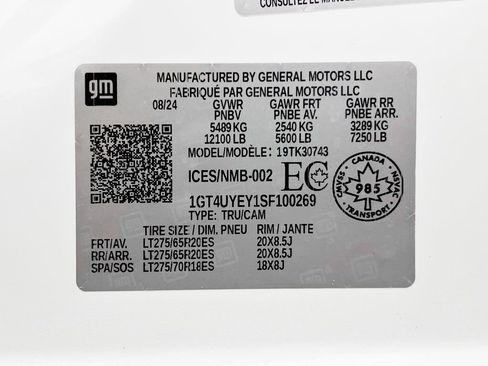 CONSULTEZ LE MANUEL
gm
MANUFACTURED BY GENERAL MOTORS LLC
FABRIQUÉ PAR GENERAL MOTORS LLC
08/24 GVWR GAWR FRT GAWR RR
PNBV PNBE AV. PNBE ARR.
5489 KG 2540 KG 3289 KG
12100 LB 5600 LB 7250 LB
MODEL/MODÈLE: 19TK30743
ICES/NMB-002 EC
CANADA
CMVSS 985 NSVAC
TRANSPORT
1GT4UYEY1SF100269
TYPE: TRU/CAM
TIRE SIZE / DIM. PNEU RIM / JANTE
FRT/AV. LT275/65R20ES 20X8.5J
RR/ARR. LT275/65R20ES 20X8.5J
SPA/SOS LT275/70R18ES 18X8J